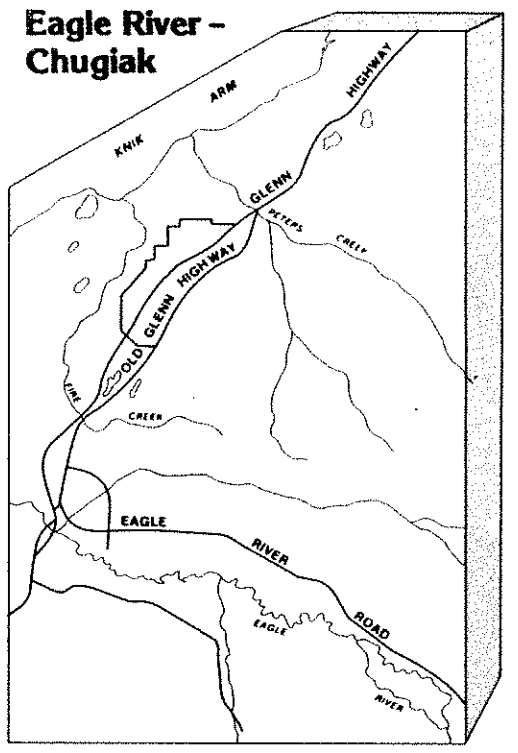 Eagle River –
Chugiak
KNIK ARM
HIGHWAY
GLENN
PETERS CREEK
GLENN HIGHWAY
OLD
FIRE
CREEK
EAGLE RIVER ROAD
EAGLE
RIVER